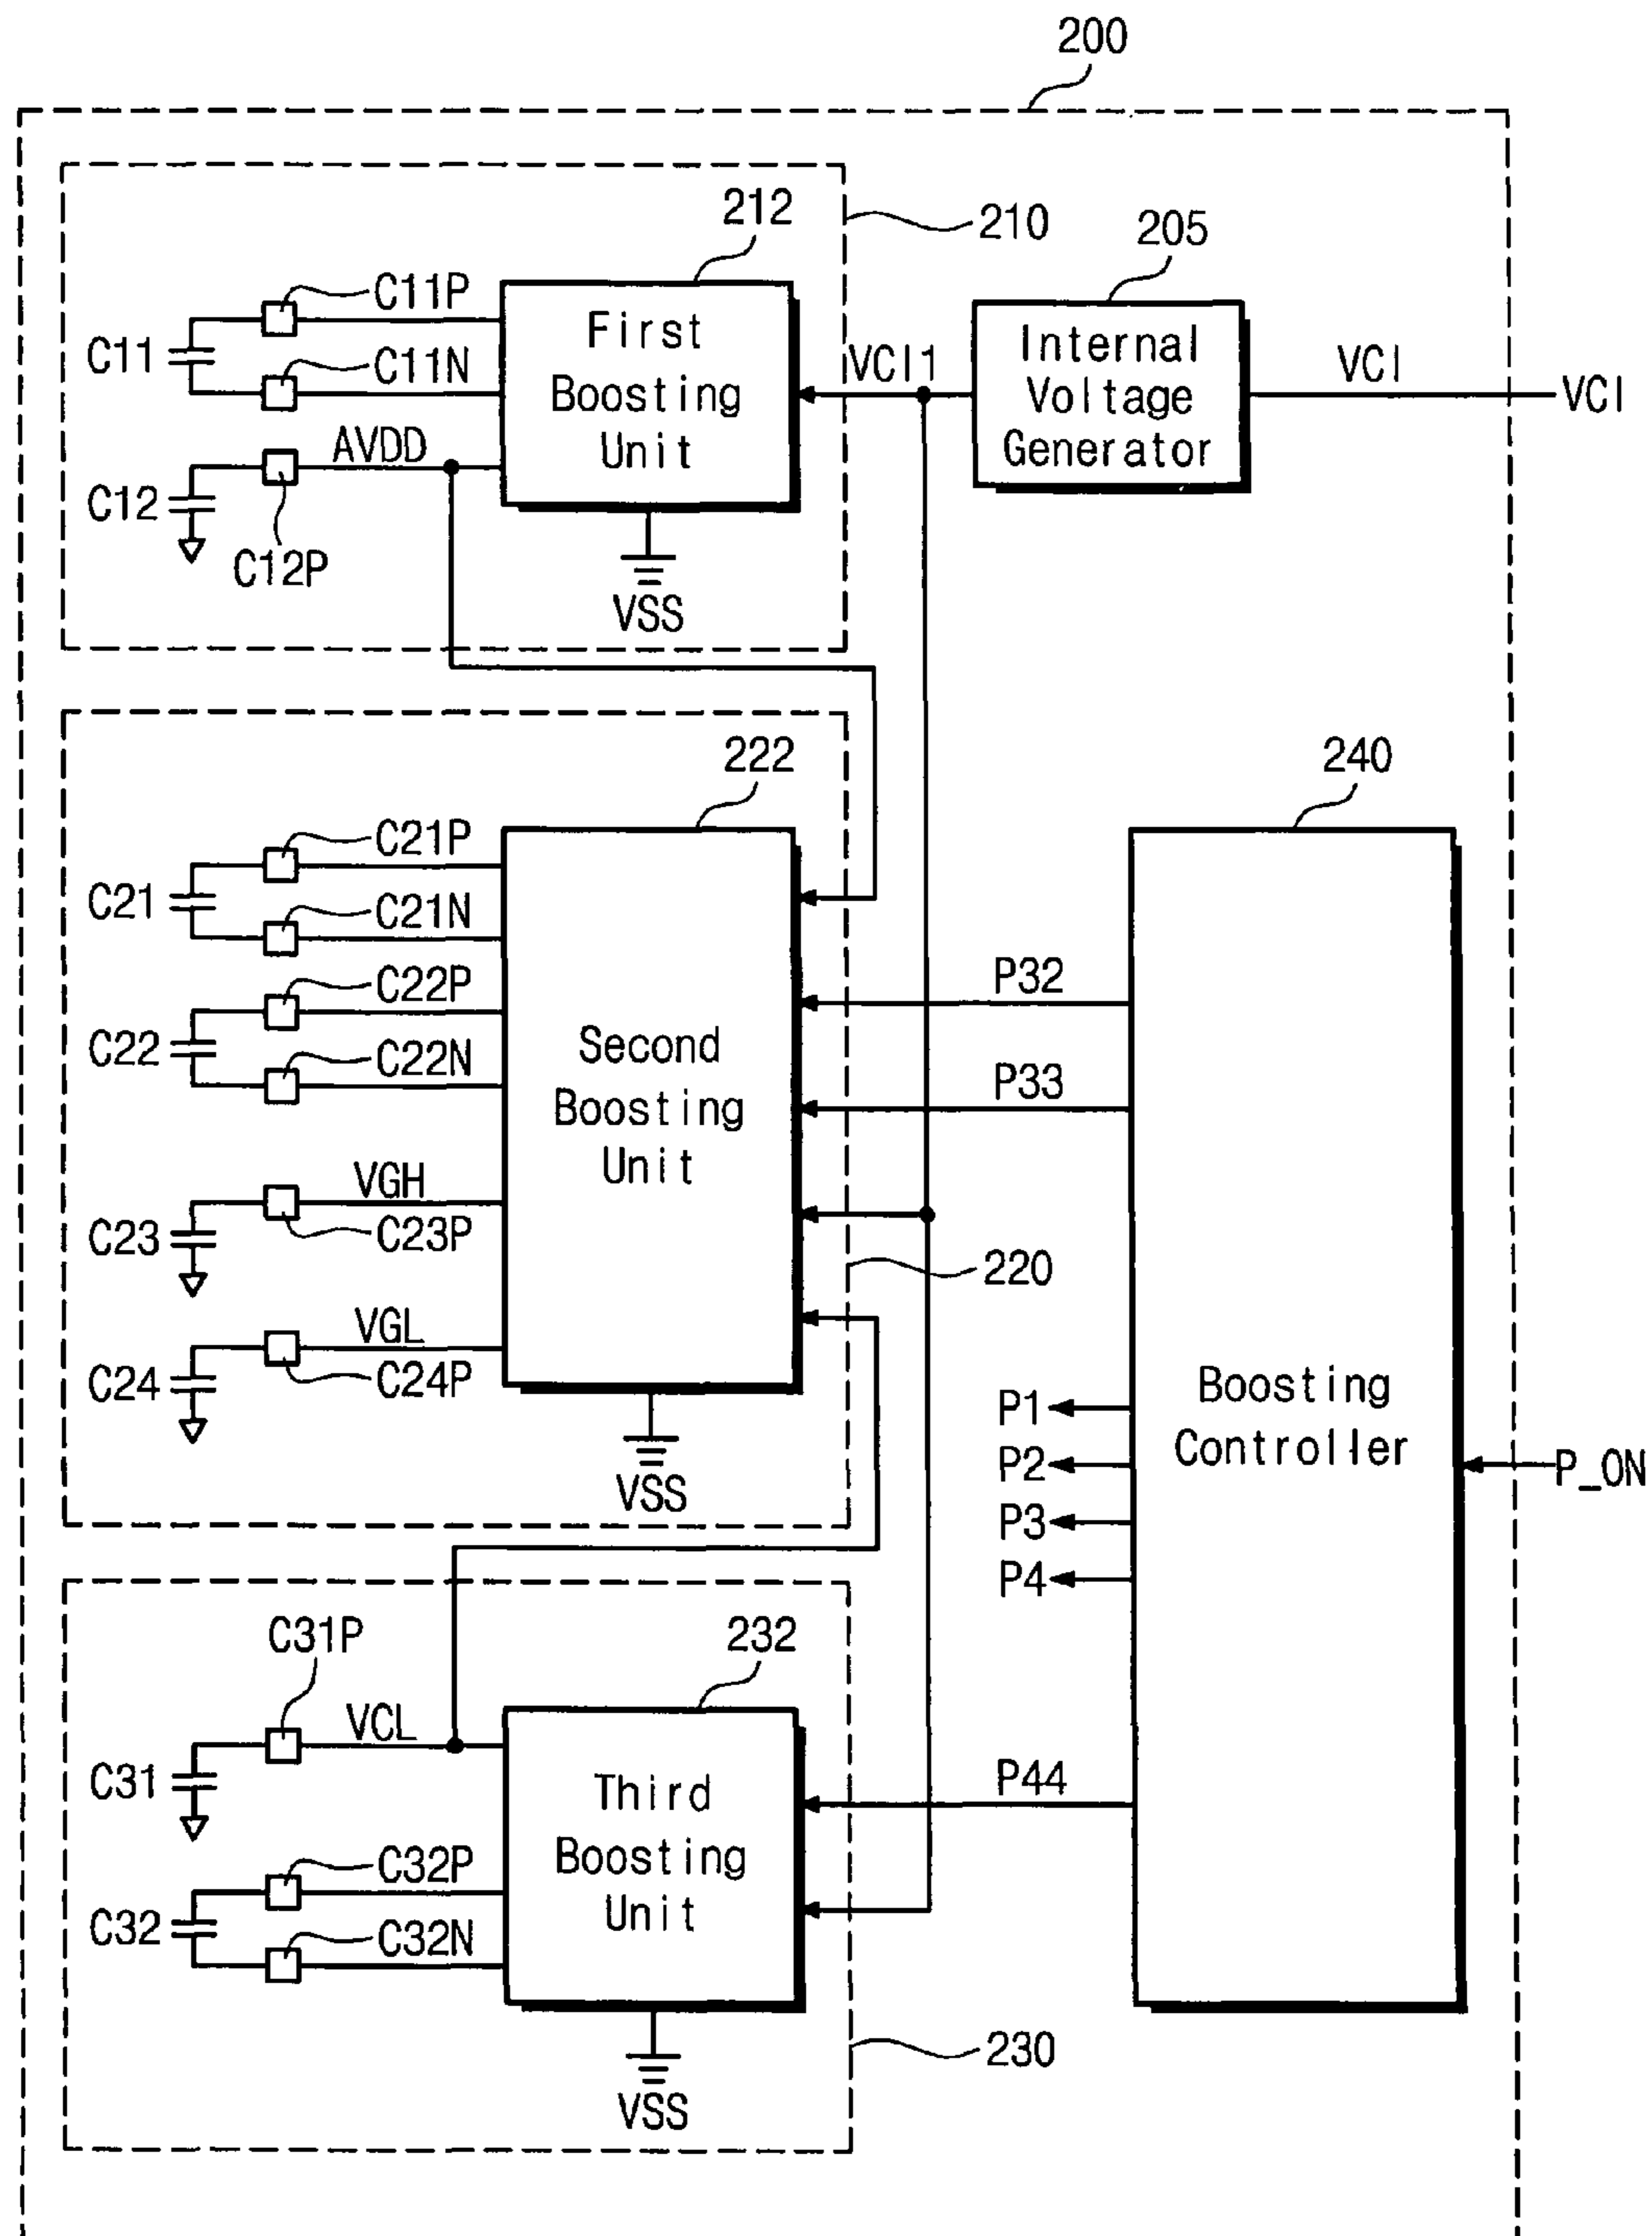 200
212
210
205
C11P
C11
C11N
First
Boosting
Unit
VCI1
Internal
Voltage
Generator
VCI
VCI
AVDD
C12
C12P
VSS
222
240
C21P
C21
C21N
C22P
C22
C22N
Second
Boosting
Unit
P32
P33
VGH
C23
C23P
220
VGL
C24
C24P
VSS
Boosting
Controller
P1
P2
P3
P4
P_ON
C31P
232
VCL
C31
Third
Boosting
Unit
P44
C32P
C32
C32N
230
VSS